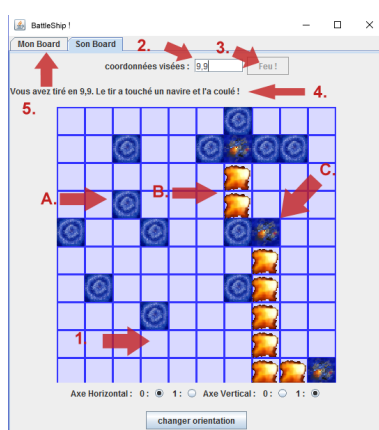 BattleShip !
Mon Board Son Board 2. 3.
coordonnées visées : 9,9 Feu !
5. Vous avez tiré en 9,9. Le tir a touché un navire et l'a coulé ! 4.
A. B. C.
1.
Axe Horizontal : 0 : 1 : Axe Vertical : 0 : 1 :
changer orientation